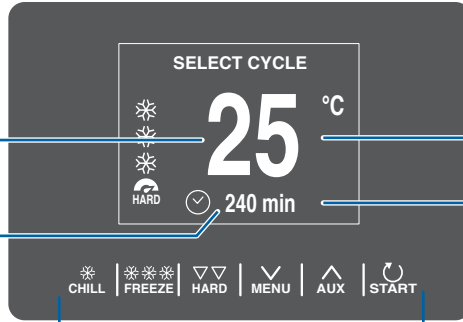 SELECT CYCLE
25 °C
HARD
240 min
CHILL FREEZE HARD MENU AUX START